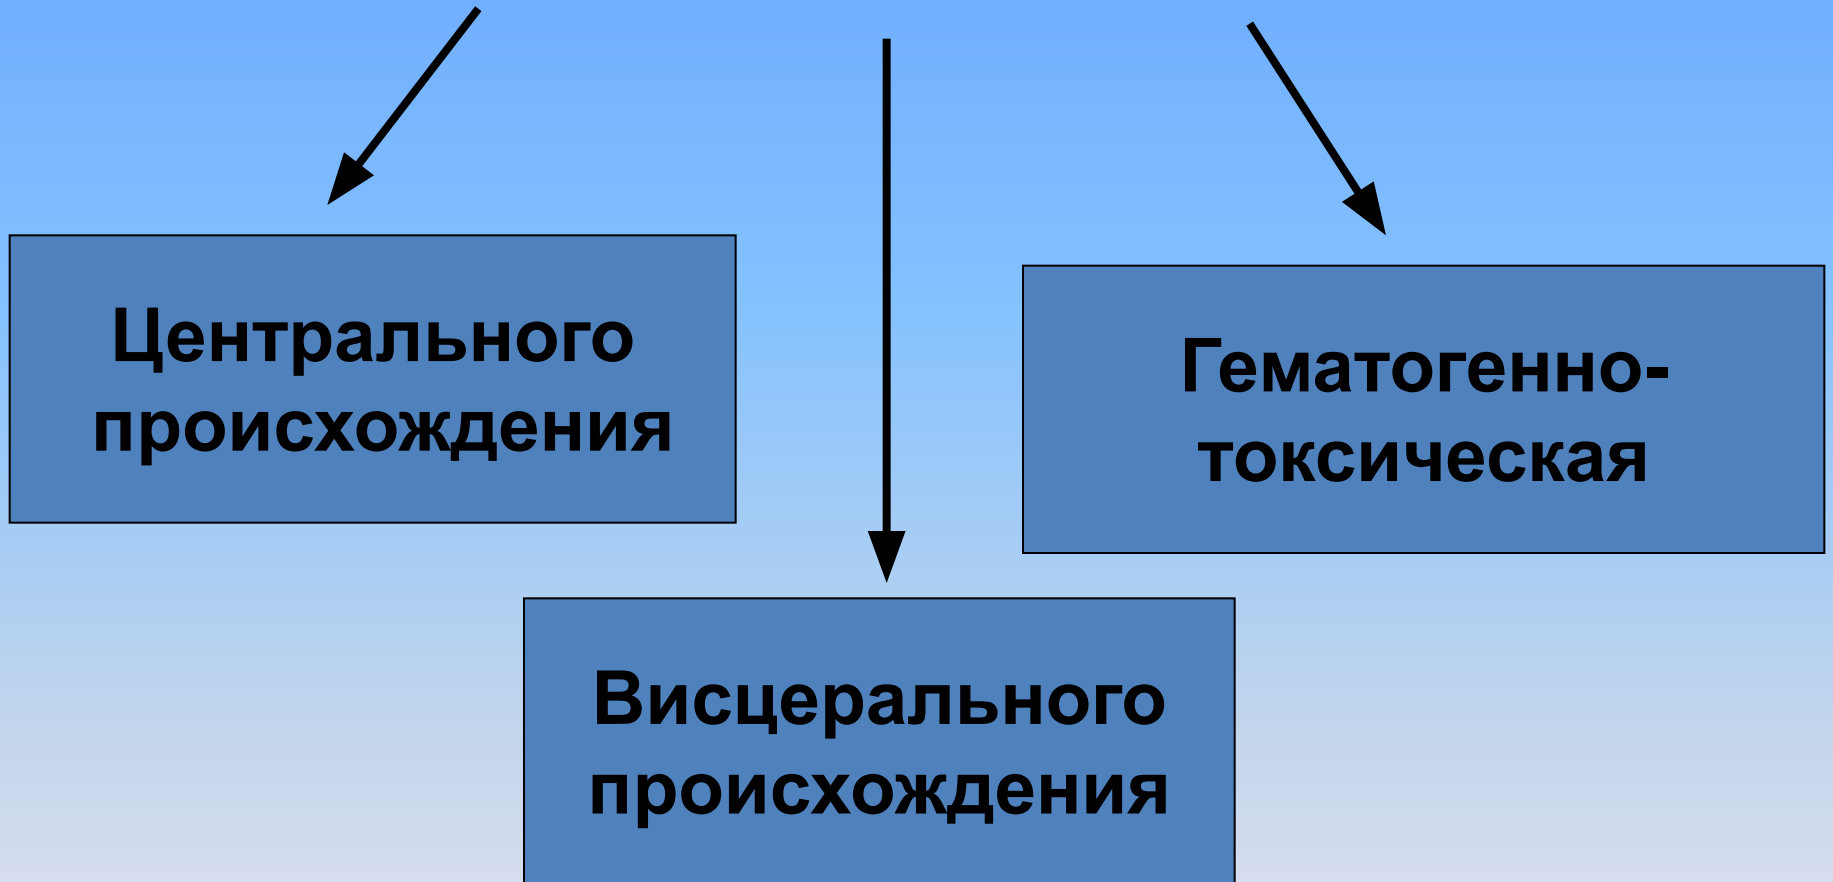 Центрального
происхождения
Гематогенно-
токсическая
Висцерального
происхождения